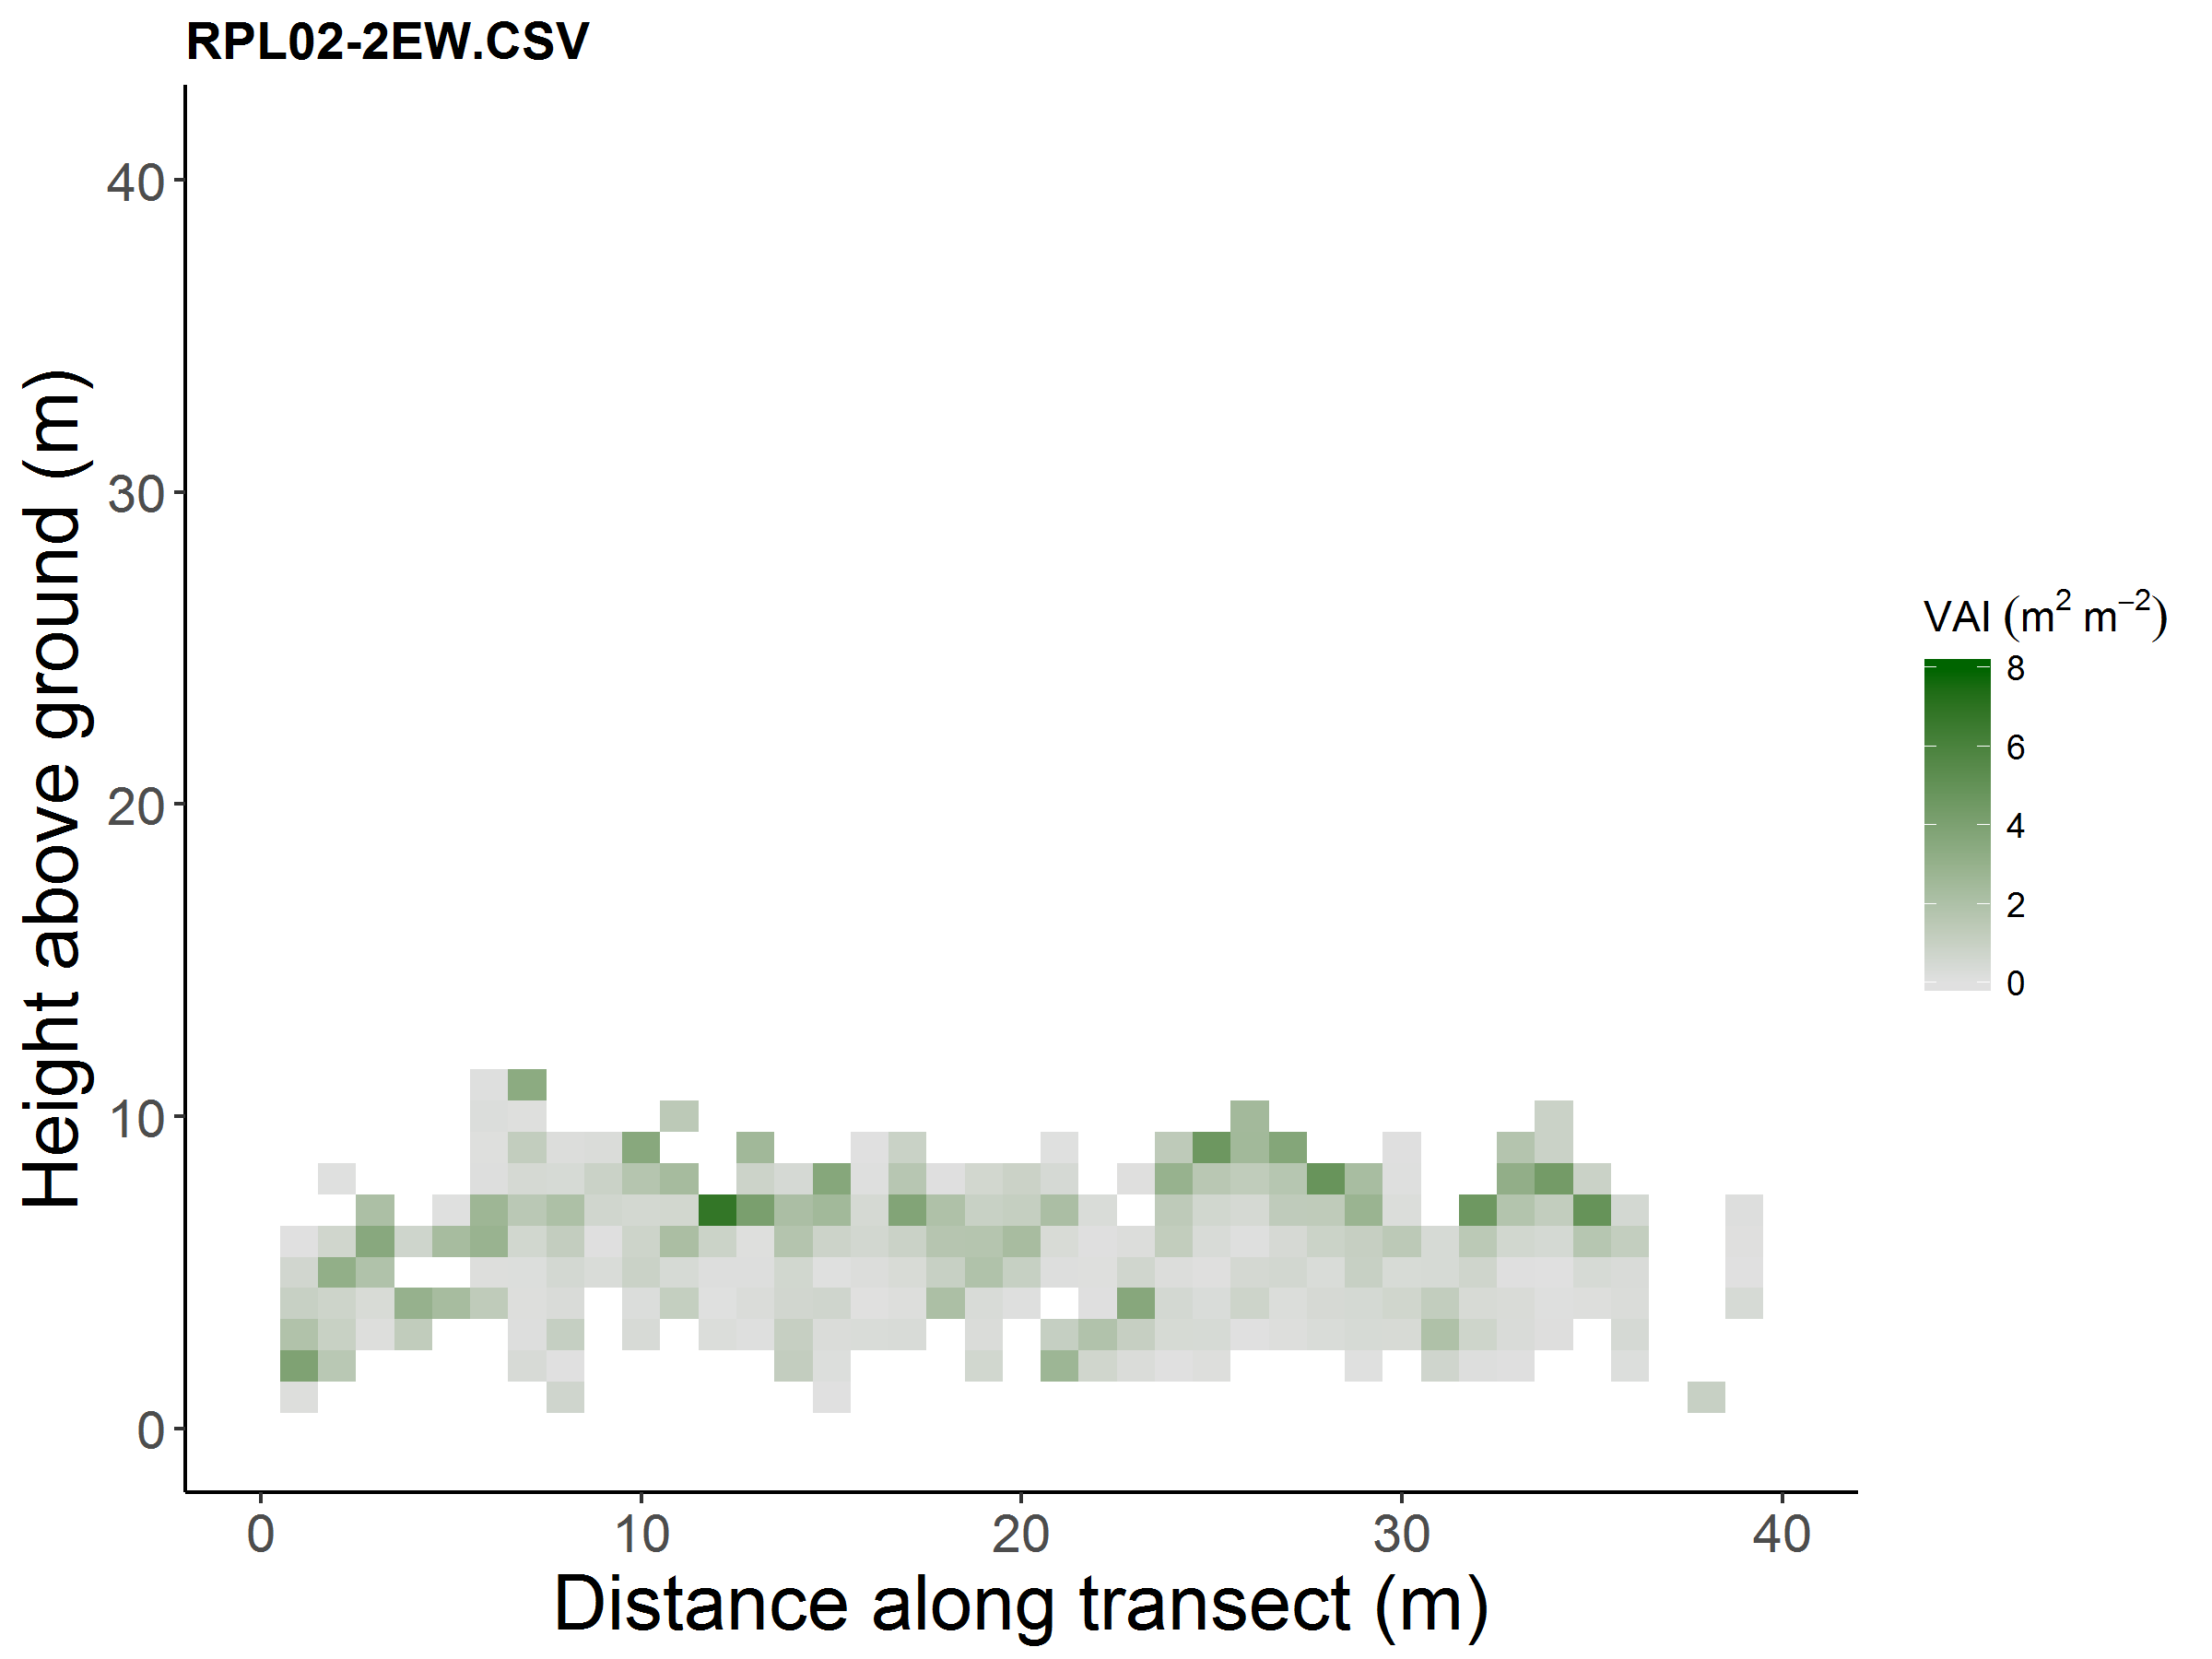 RPL02-2EW.CSV
Height above ground (m)
40
30
20
10
0
0 10 20 30 40
Distance along transect (m)
VAI (m² m⁻²)
8
6
4
2
0